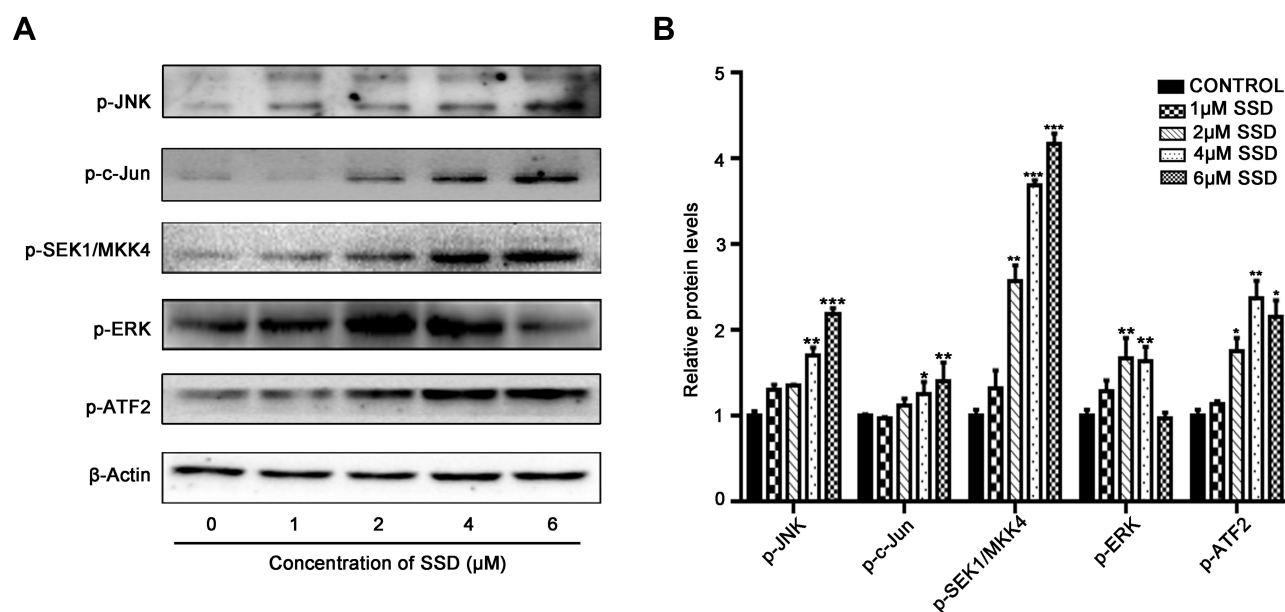 A
p-JNK
p-c-Jun
p-SEK1/MKK4
p-ERK
p-ATF2
β-Actin
0 1 2 4 6
Concentration of SSD (μM)
B
Relative protein levels
5
4
3
2
1
0
CONTROL
1μM SSD
2μM SSD
4μM SSD
6μM SSD
** ***
* **
** *** ***
** **
* ** *
p-JNK
p-c-Jun
p-SEK1/MKK4
p-ERK
p-ATF2